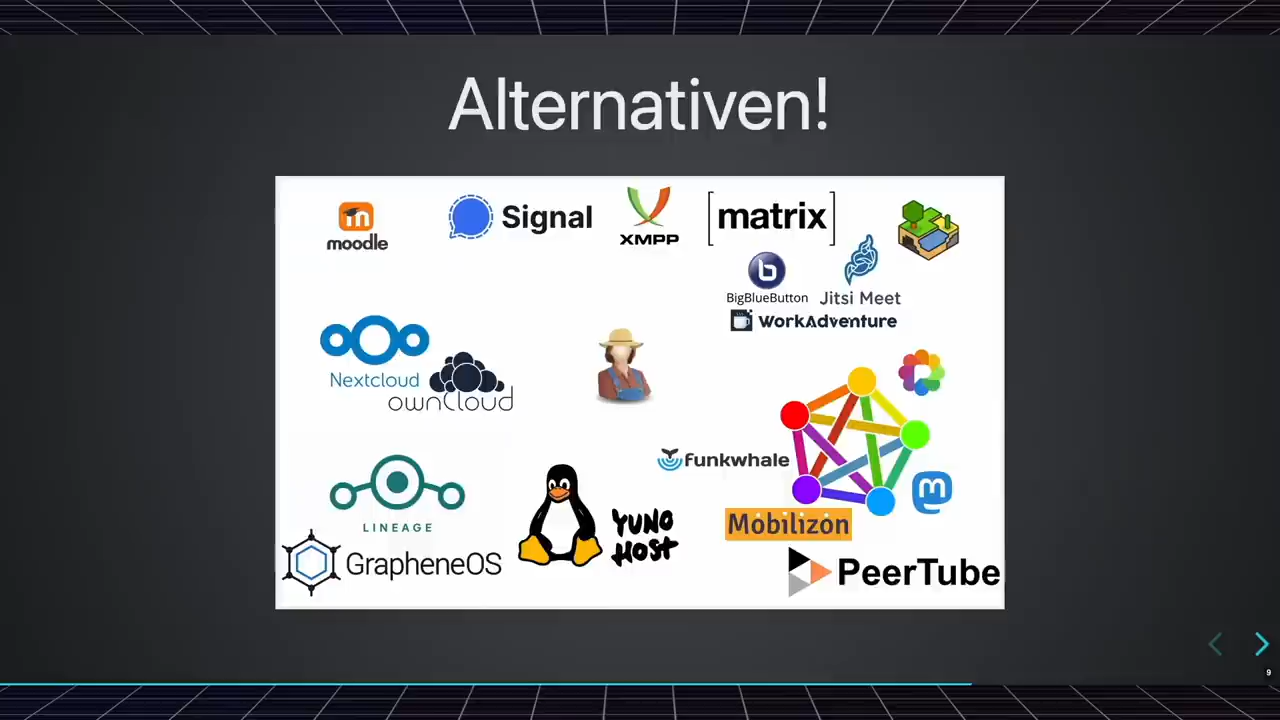 Alternativen!
moodle
Signal
XMPP
[matrix]
BigBlueButton
Jitsi Meet
WorkAdventure
Nextcloud
ownCloud
funkwhale
LINEAGE
YUNO
HOST
Mobilizon
GrapheneOS
PeerTube
9